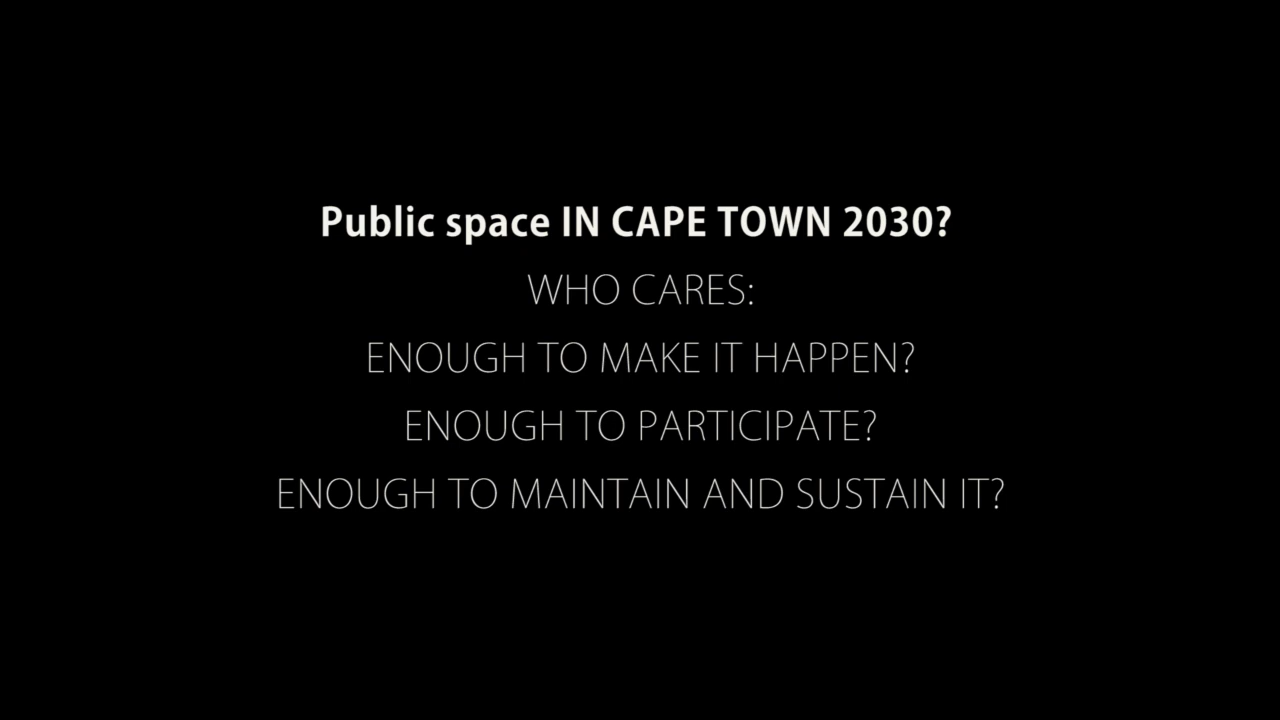 Public space IN CAPE TOWN 2030?
WHO CARES:
ENOUGH TO MAKE IT HAPPEN?
ENOUGH TO PARTICIPATE?
ENOUGH TO MAINTAIN AND SUSTAIN IT?